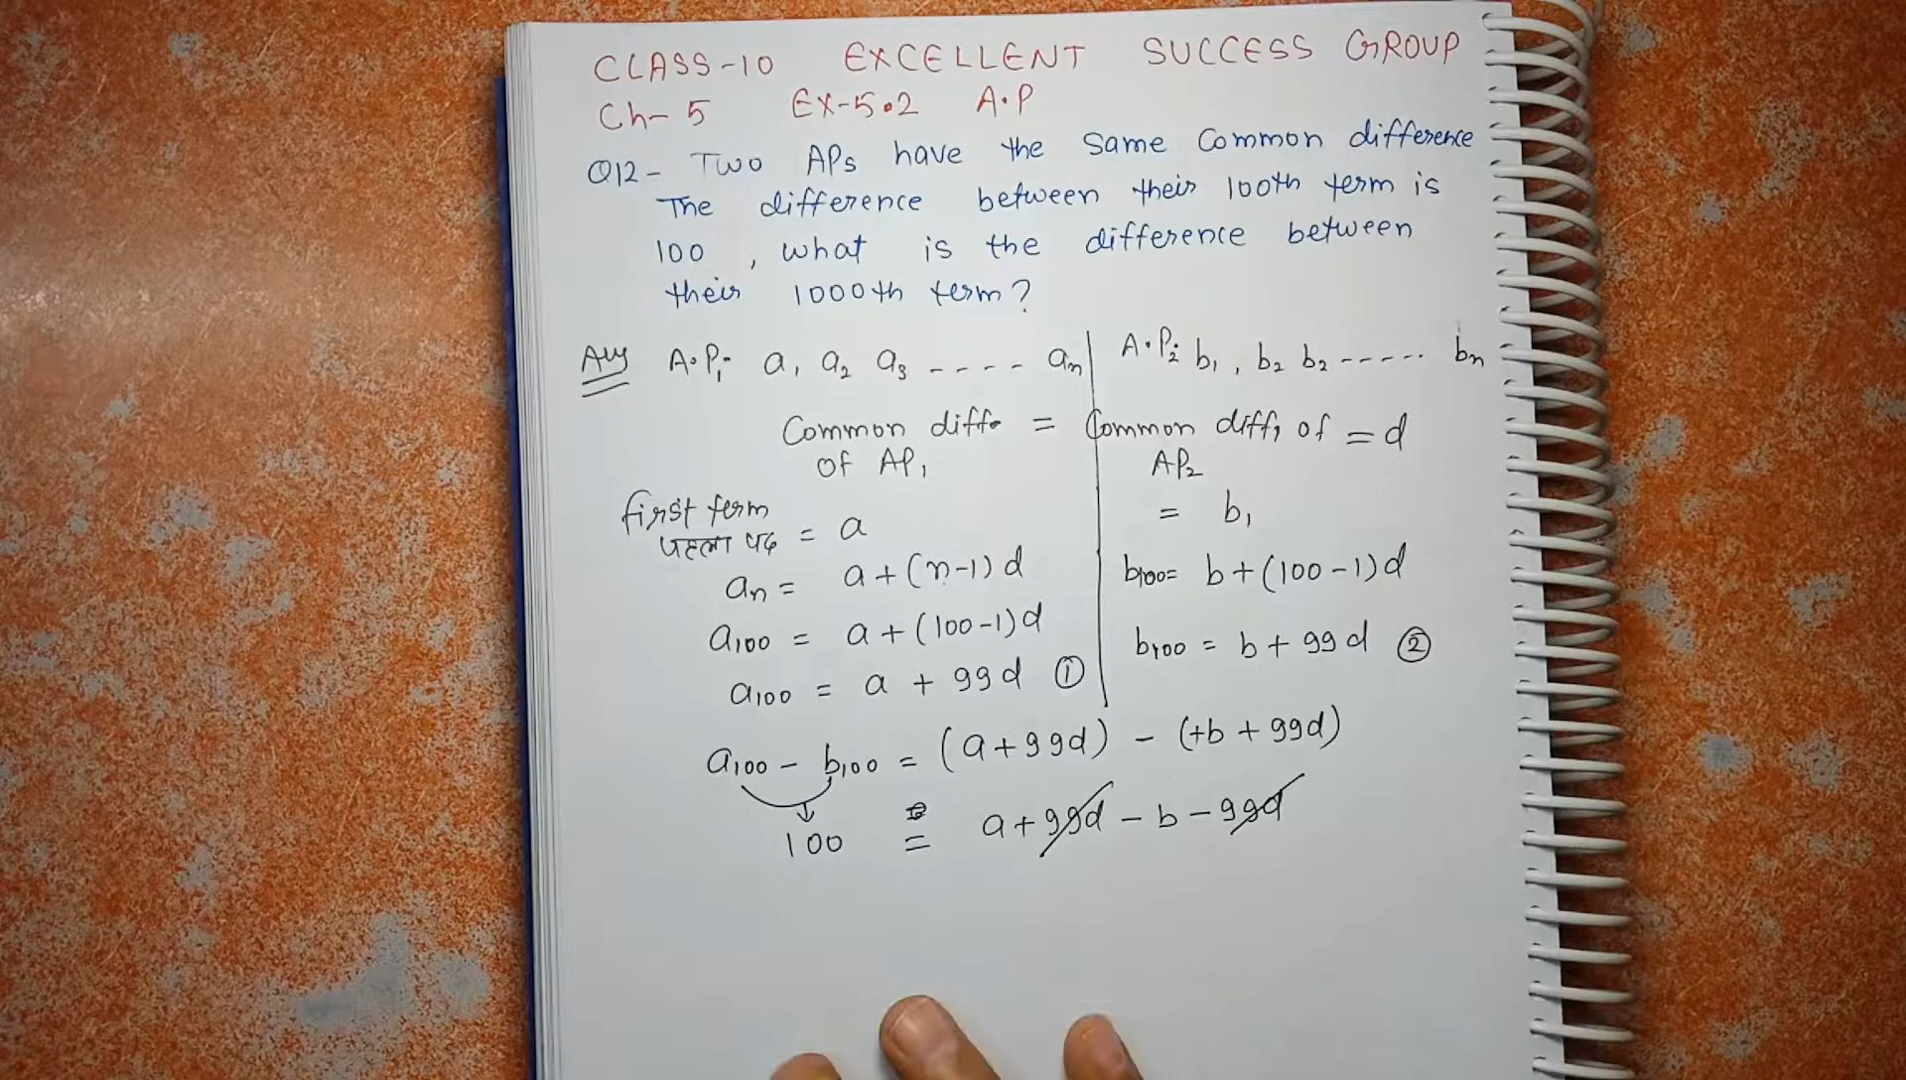 CLASS-10 EXCELLENT SUCCESS GROUP
Ch-5 EX-5.2 A.P
Q12- Two APs have the same Common difference
The difference between their 100th term is
100 , what is the difference between
their 1000th term?
Ans A.P₁:- a, a₂ a₃ ---- aₙ
A.P₂: b₁, b₂ b₂ ----- bₙ
Common diff. = Common diff, of = d
of AP₁ AP₂
first term
पहला पद = a
= b₁
aₙ = a+(n-1)d
b₁₀₀= b+(100-1)d
a₁₀₀ = a+(100-1)d
b₁₀₀ = b+99d ②
a₁₀₀ = a + 99d ①
a₁₀₀ - b₁₀₀ = (a+99d) - (+b+99d)
100 = a+99d-b-99d